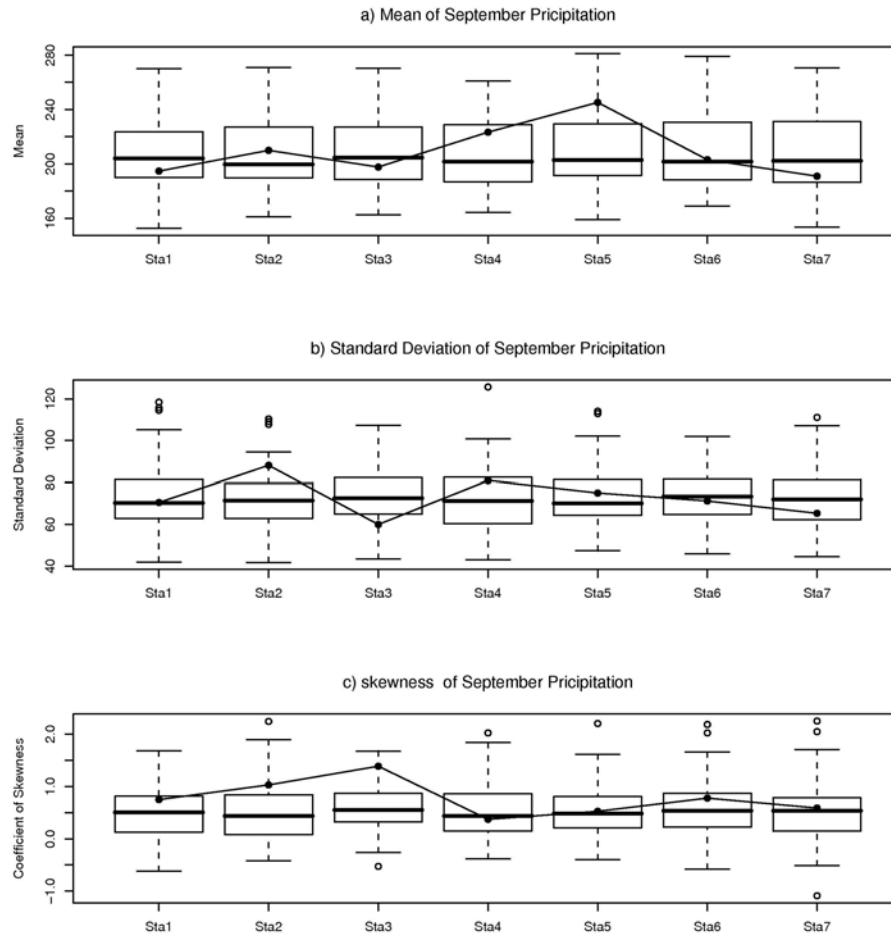 a) Mean of September Pricipitation
280
240
200
160
Mean
Sta1 Sta2 Sta3 Sta4 Sta5 Sta6 Sta7
b) Standard Deviation of September Pricipitation
120
100
80
60
40
Standard Deviation
Sta1 Sta2 Sta3 Sta4 Sta5 Sta6 Sta7
c) skewness of September Pricipitation
2.0
1.0
0.0
−1.0
Coefficient of Skewness
Sta1 Sta2 Sta3 Sta4 Sta5 Sta6 Sta7